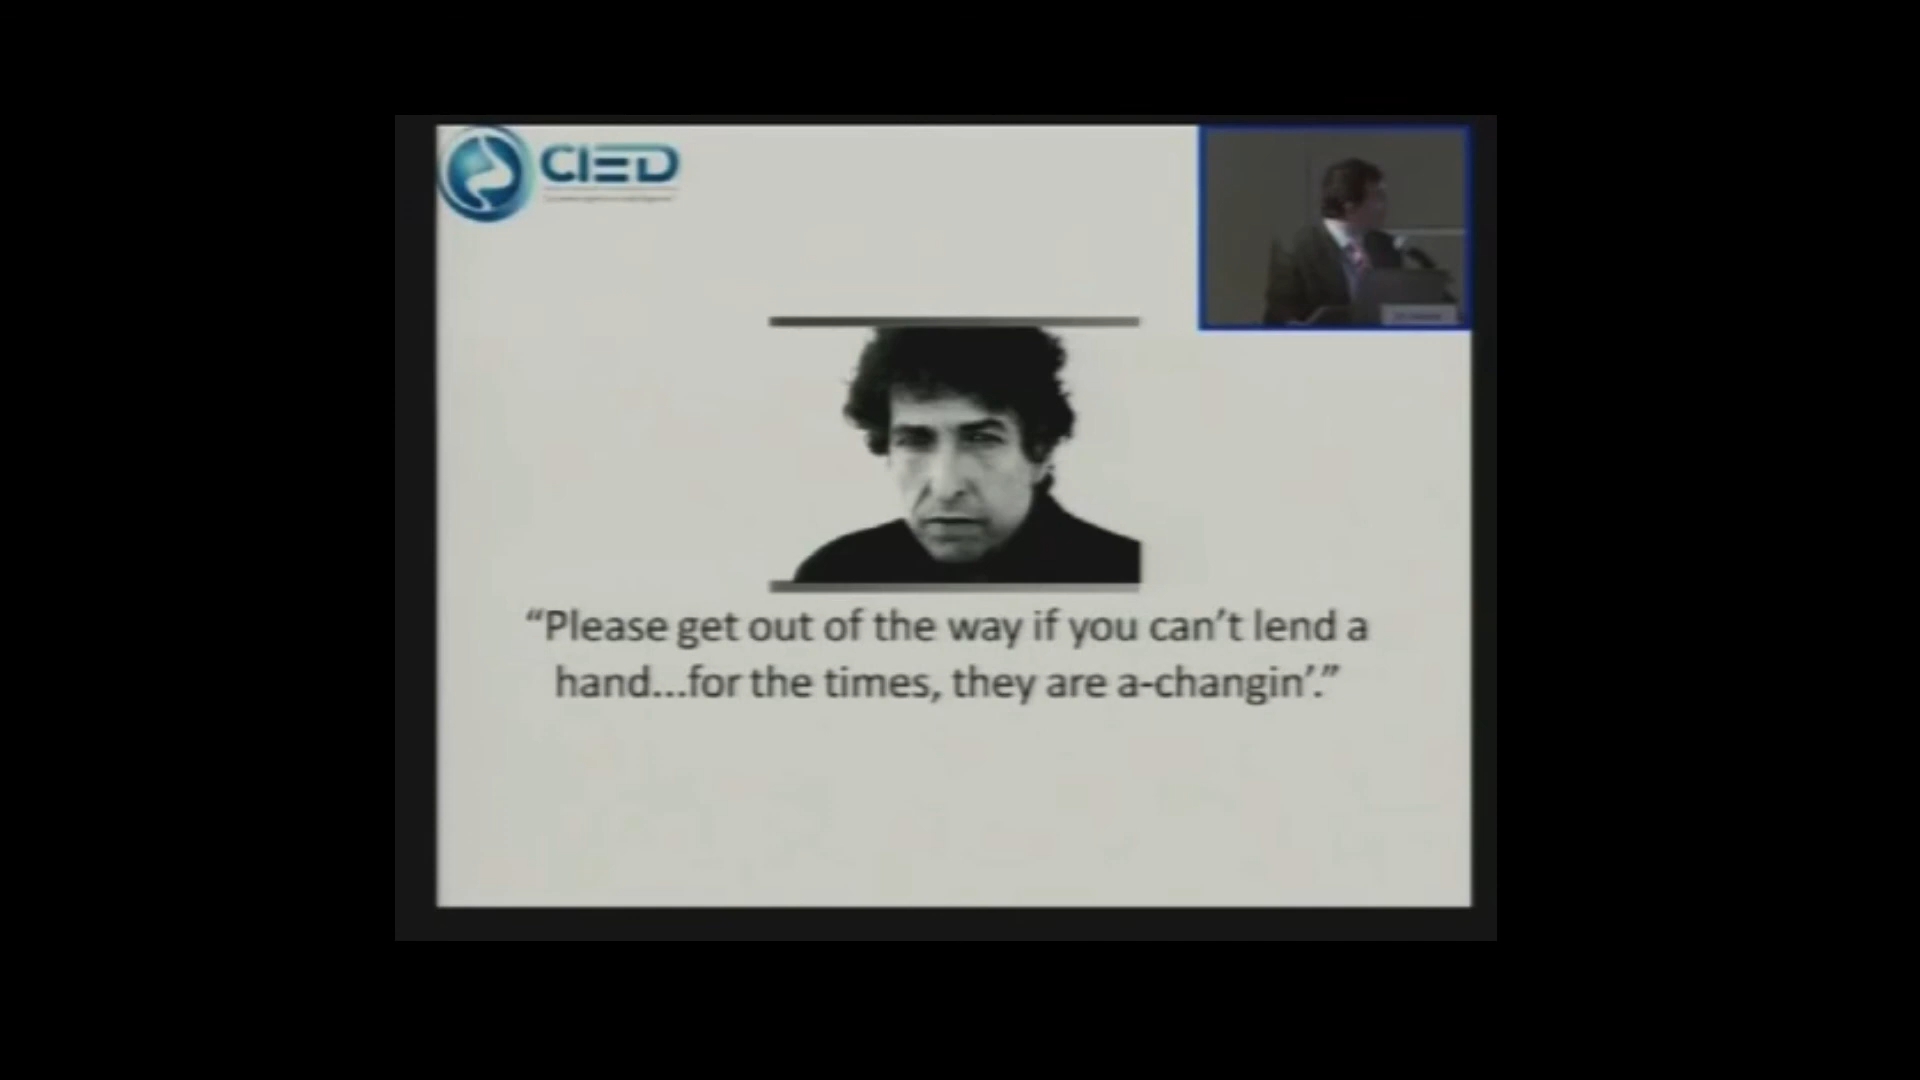 CIED
“Please get out of the way if you can’t lend a
hand...for the times, they are a-changin’.”